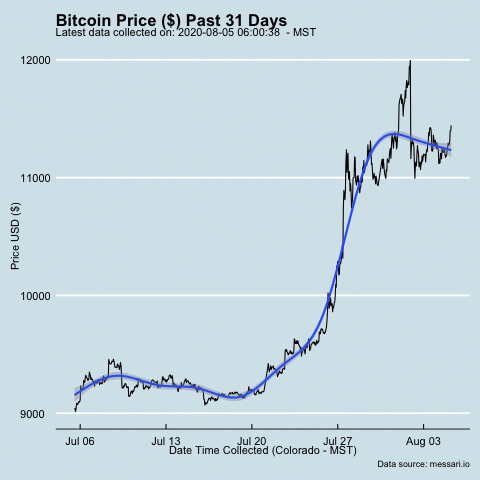 Bitcoin Price ($) Past 31 Days
Latest data collected on: 2020-08-05 06:00:38  - MST
12000
11000
10000
9000
Price USD ($)
Jul 06
Jul 13
Jul 20
Jul 27
Aug 03
Date Time Collected (Colorado - MST)
Data source: messari.io